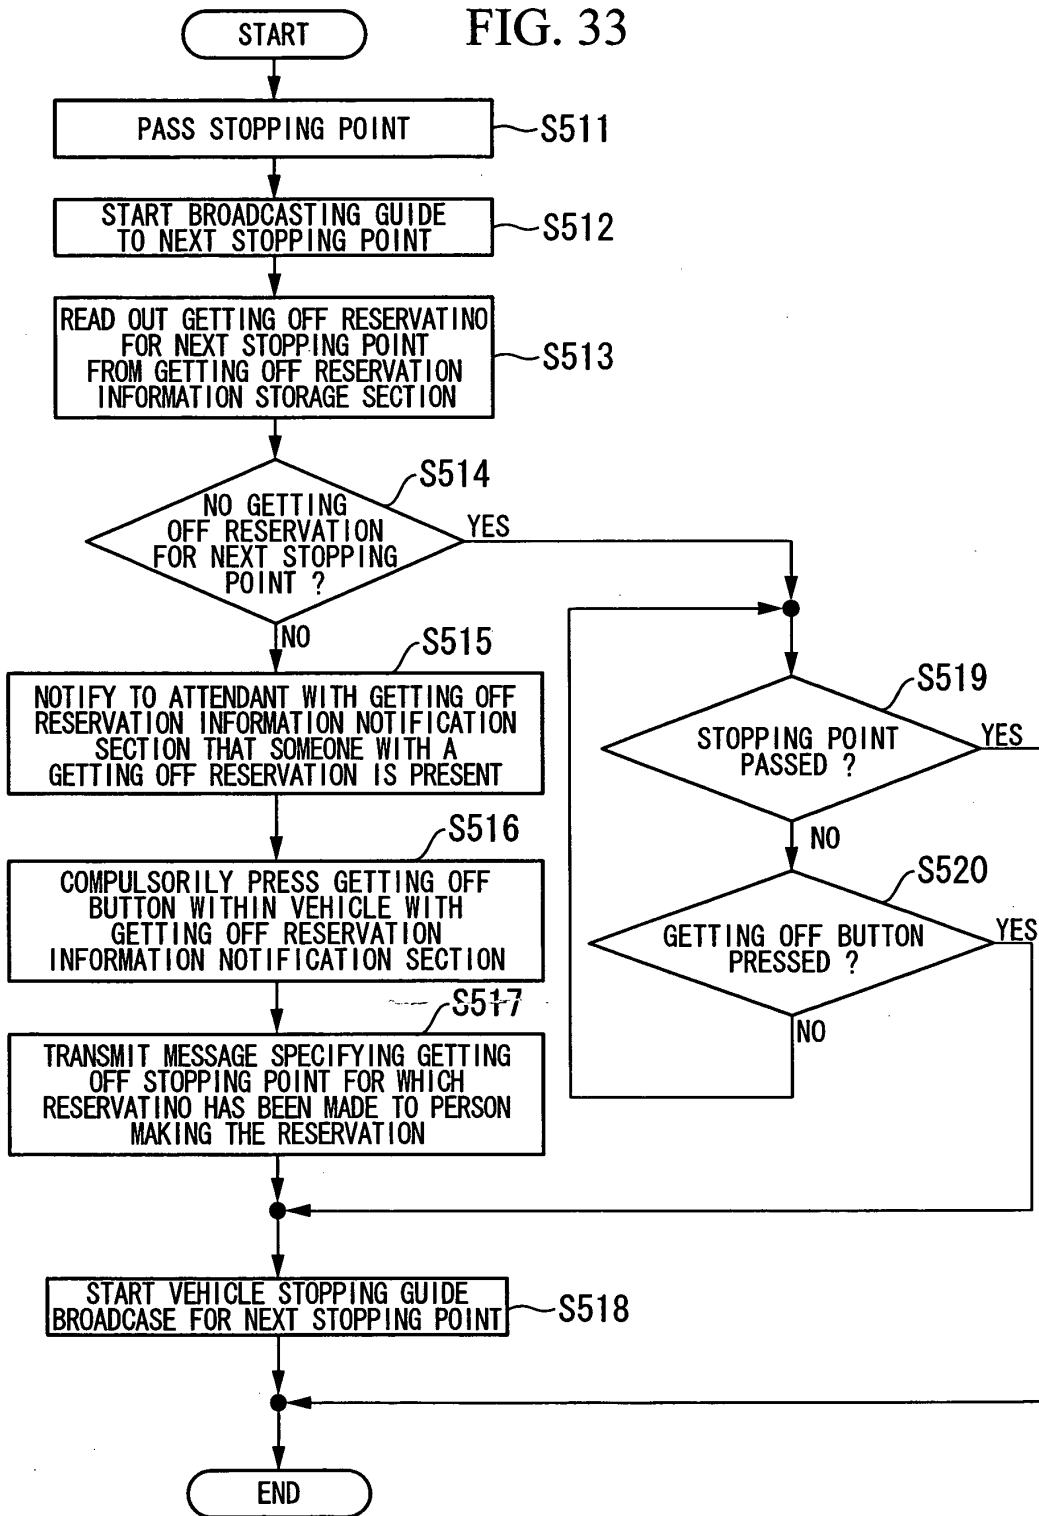 FIG. 33
START
PASS STOPPING POINT
S511
START BROADCASTING GUIDE
TO NEXT STOPPING POINT
S512
READ OUT GETTING OFF RESERVATINO
FOR NEXT STOPPING POINT
FROM GETTING OFF RESERVATION
INFORMATION STORAGE SECTION
S513
NO GETTING
OFF RESERVATION
FOR NEXT STOPPING
POINT ?
S514
YES
NO
NOTIFY TO ATTENDANT WITH GETTING OFF
RESERVATION INFORMATION NOTIFICATION
SECTION THAT SOMEONE WITH A
GETTING OFF RESERVATION IS PRESENT
S515
COMPULSORILY PRESS GETTING OFF
BUTTON WITHIN VEHICLE WITH
GETTING OFF RESERVATION
INFORMATION NOTIFICATION SECTION
S516
TRANSMIT MESSAGE SPECIFYING GETTING
OFF STOPPING POINT FOR WHICH
RESERVATINO HAS BEEN MADE TO PERSON
MAKING THE RESERVATION
S517
START VEHICLE STOPPING GUIDE
BROADCASE FOR NEXT STOPPING POINT
S518
STOPPING POINT
PASSED ?
S519
YES
NO
GETTING OFF BUTTON
PRESSED ?
S520
YES
NO
END